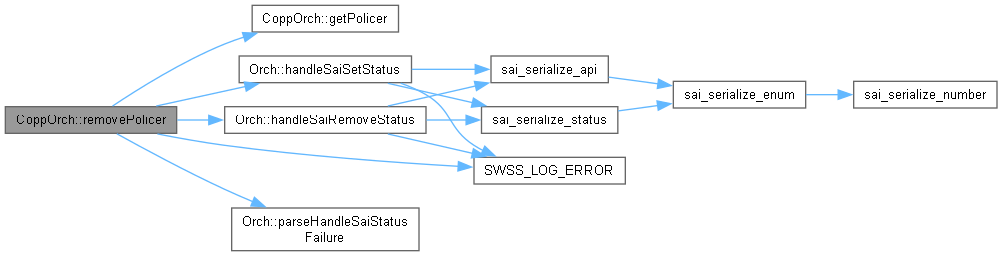 CoppOrch::getPolicer
Orch::handleSaiSetStatus
sai_serialize_api
sai_serialize_enum
sai_serialize_number
CoppOrch::removePolicer
Orch::handleSaiRemoveStatus
sai_serialize_status
SWSS_LOG_ERROR
Orch::parseHandleSaiStatus
Failure